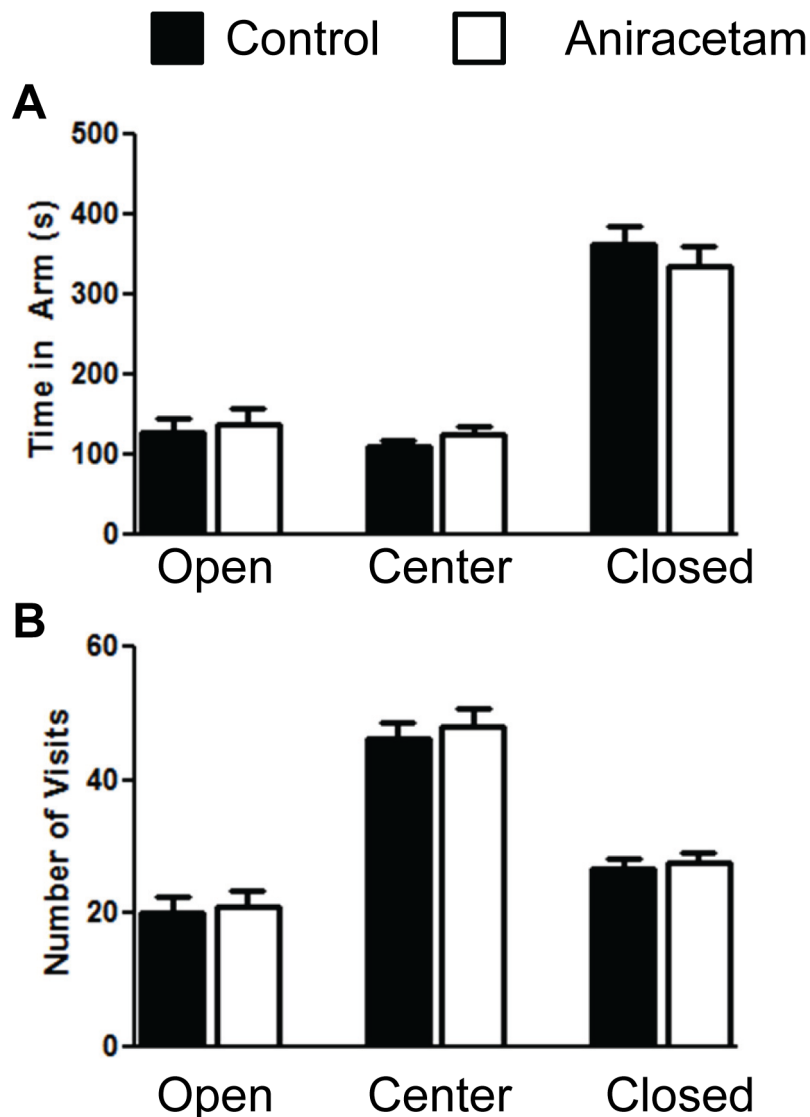 Control Aniracetam
A
500
400
300
200
100
0
Time in Arm (s)
Open Center Closed
B
60
40
20
0
Number of Visits
Open Center Closed